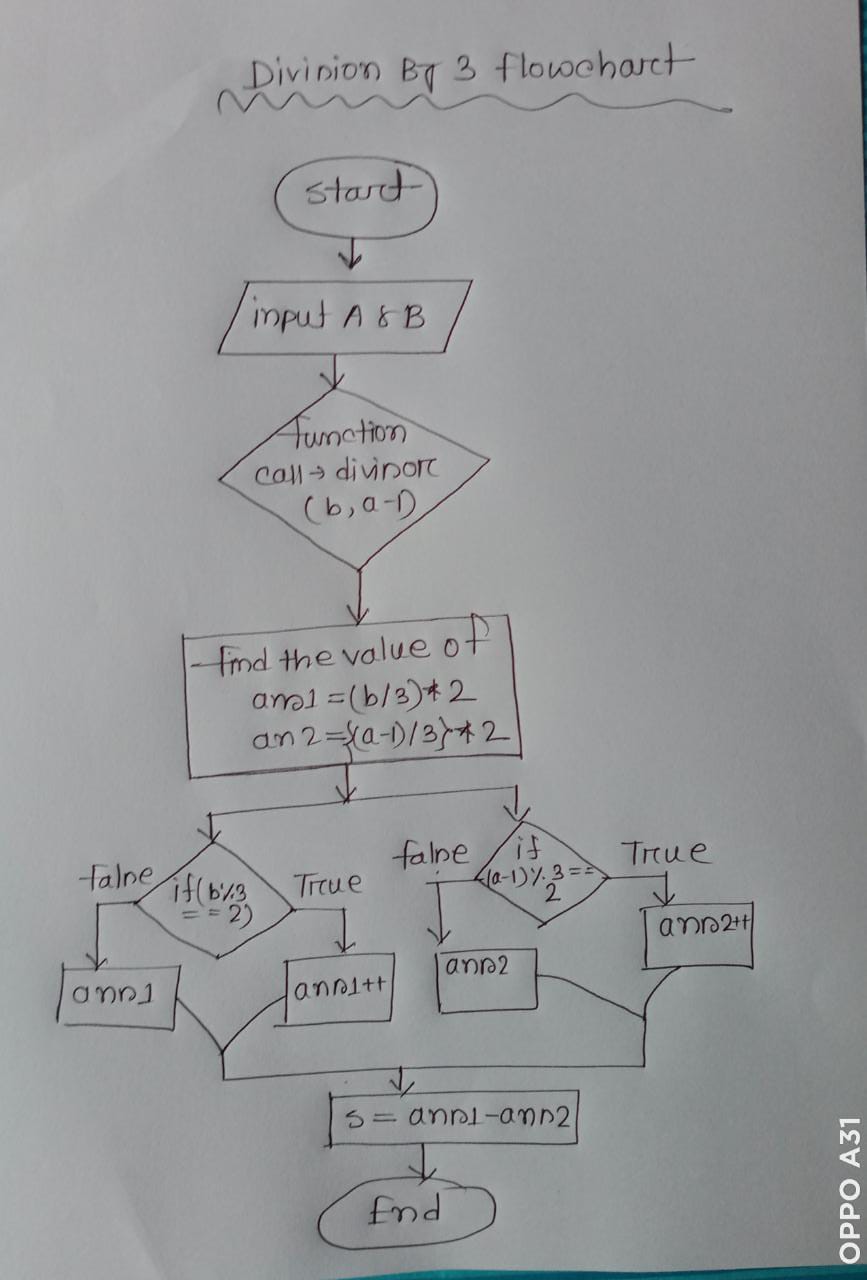 Division By 3 flowchart
start
input A & B
function
call→ divisor
(b, a-1)
find the value of
ans1 = (b/3)* 2
an2={(a-1)/3}*2
false
if(b%3
== 2)
True
false
if
(a-1)%3==
2
True
ans1
ans1++
ans2
ans2++
s = ans1-ans2
End
OPPO A31